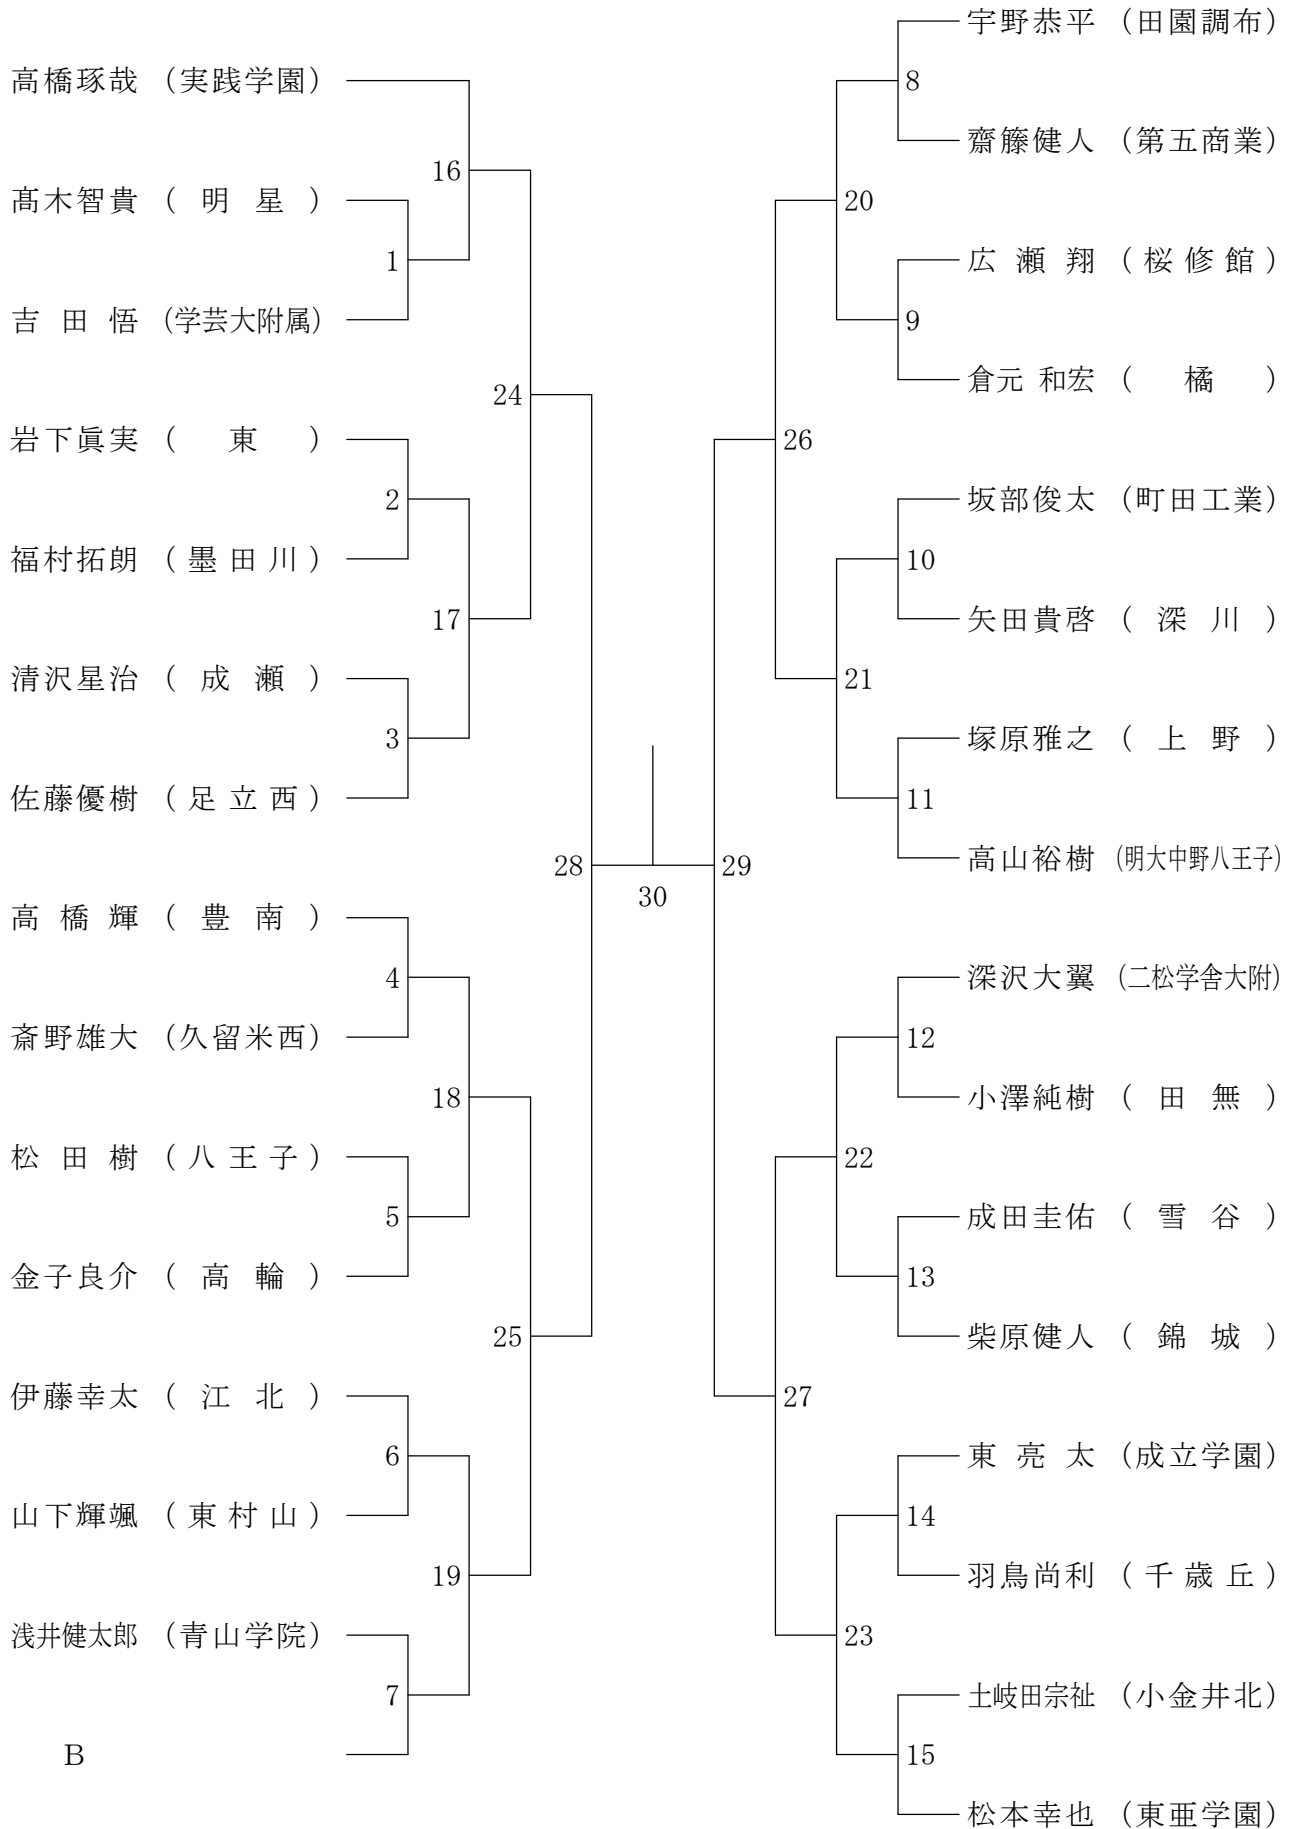 高橋琢哉 (実践学園)
16
髙木智貴 ( 明 星 )
1
吉 田 悟 (学芸大附属)
24
岩下眞実 ( 東 )
2
福村拓朗 ( 墨 田 川 )
17
清沢星治 ( 成 瀬 )
3
佐藤優樹 ( 足 立 西 )
28
高 橋 輝 ( 豊 南 )
4
斎野雄大 (久留米西)
18
松 田 樹 ( 八 王 子 )
5
金子良介 ( 高 輪 )
25
伊藤幸太 ( 江 北 )
6
山下輝颯 ( 東 村 山 )
19
浅井健太郎 (青山学院)
7
B
30
宇野恭平 (田園調布)
8
齋籐健人 (第五商業)
20
広 瀬 翔 ( 桜 修 館 )
9
倉元 和宏 ( 橘 )
26
坂部俊太 (町田工業)
10
矢田貴啓 ( 深 川 )
21
塚原雅之 ( 上 野 )
11
高山裕樹 (明大中野八王子)
29
深沢大翼 (二松学舎大附)
12
小澤純樹 ( 田 無 )
22
成田圭佑 ( 雪 谷 )
13
柴原健人 ( 錦 城 )
27
東 亮 太 (成立学園)
14
羽鳥尚利 ( 千 歳 丘 )
23
土岐田宗祉 (小金井北)
15
松本幸也 (東亜学園)